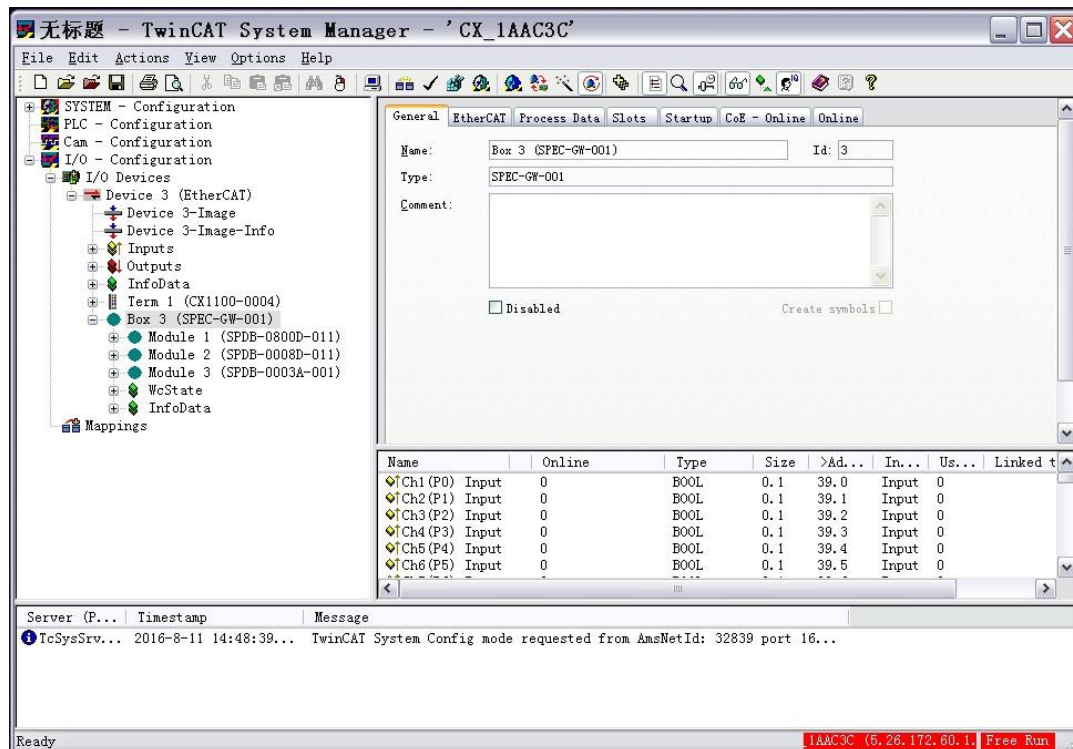 无标题 - TwinCAT System Manager - 'CX_1AAC3C'
File Edit Actions View Options Help
SYSTEM - Configuration
PLC - Configuration
Cam - Configuration
I/O - Configuration
I/O Devices
Device 3 (EtherCAT)
Device 3-Image
Device 3-Image-Info
Inputs
Outputs
InfoData
Term 1 (CX1100-0004)
Box 3 (SPEC-GW-001)
Module 1 (SPDB-0800D-011)
Module 2 (SPDB-0008D-011)
Module 3 (SPDB-0003A-001)
WcState
InfoData
Mappings
General EtherCAT Process Data Slots Startup CoE - Online Online
Name: Box 3 (SPEC-GW-001) Id: 3
Type: SPEC-GW-001
Comment:
Disabled Create symbols
Name Online Type Size >Ad... In... Us... Linked t
Ch1(P0) Input 0 BOOL 0.1 39.0 Input 0
Ch2(P1) Input 0 BOOL 0.1 39.1 Input 0
Ch3(P2) Input 0 BOOL 0.1 39.2 Input 0
Ch4(P3) Input 0 BOOL 0.1 39.3 Input 0
Ch5(P4) Input 0 BOOL 0.1 39.4 Input 0
Ch6(P5) Input 0 BOOL 0.1 39.5 Input 0
Server (P... Timestamp Message
TcSysSrv... 2016-8-11 14:48:39... TwinCAT System Config mode requested from AmsNetId: 32839 port 16...
Ready 1AAC3C (5.26.172.60.1. Free Run